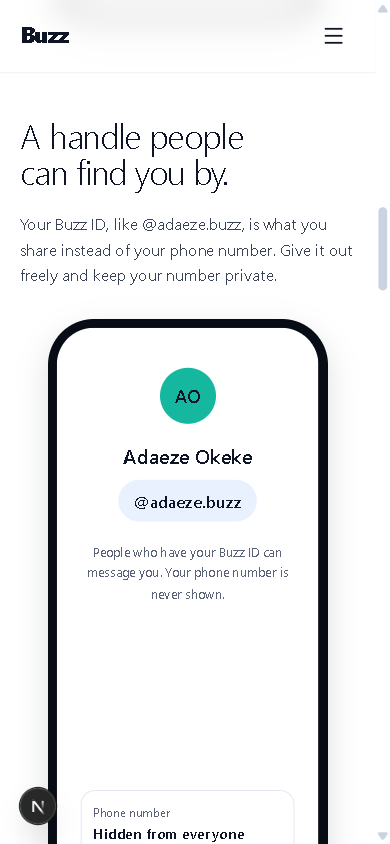 Buzz
A handle people
can find you by.
Your Buzz ID, like @adaeze.buzz, is what you
share instead of your phone number. Give it out
freely and keep your number private.
AO
Adaeze Okeke
@adaeze.buzz
People who have your Buzz ID can
message you. Your phone number is
never shown.
N
Phone number
Hidden from everyone